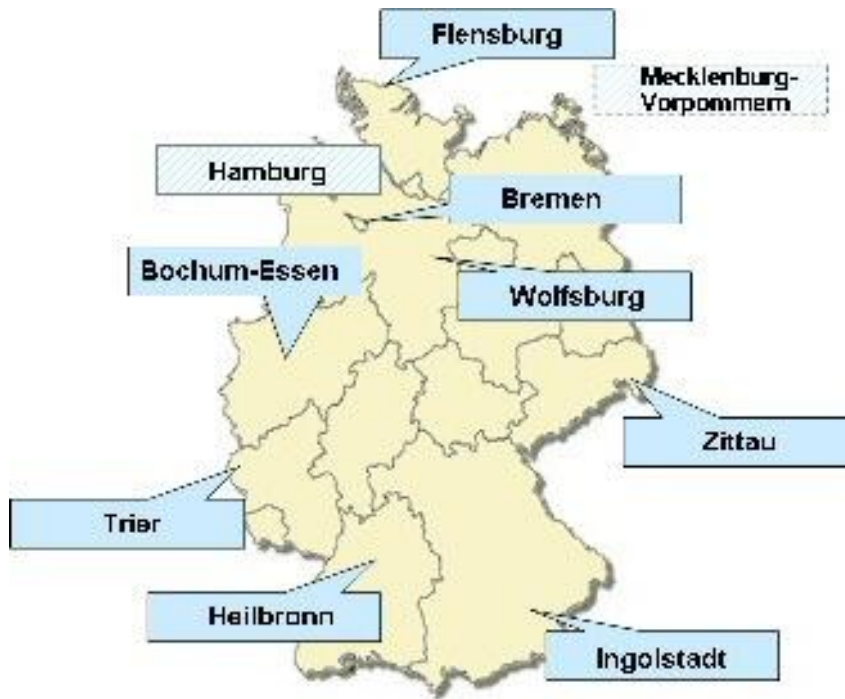 Flensburg
Mecklenburg-
Vorpommern
Hamburg
Bremen
Bochum-Essen
Wolfsburg
Zittau
Trier
Heilbronn
Ingolstadt